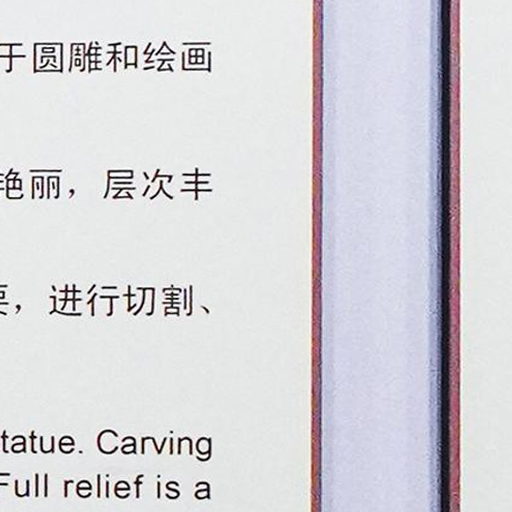 于圆雕和绘画
艳丽，层次丰
要，进行切割、
tatue. Carving
Full relief is a